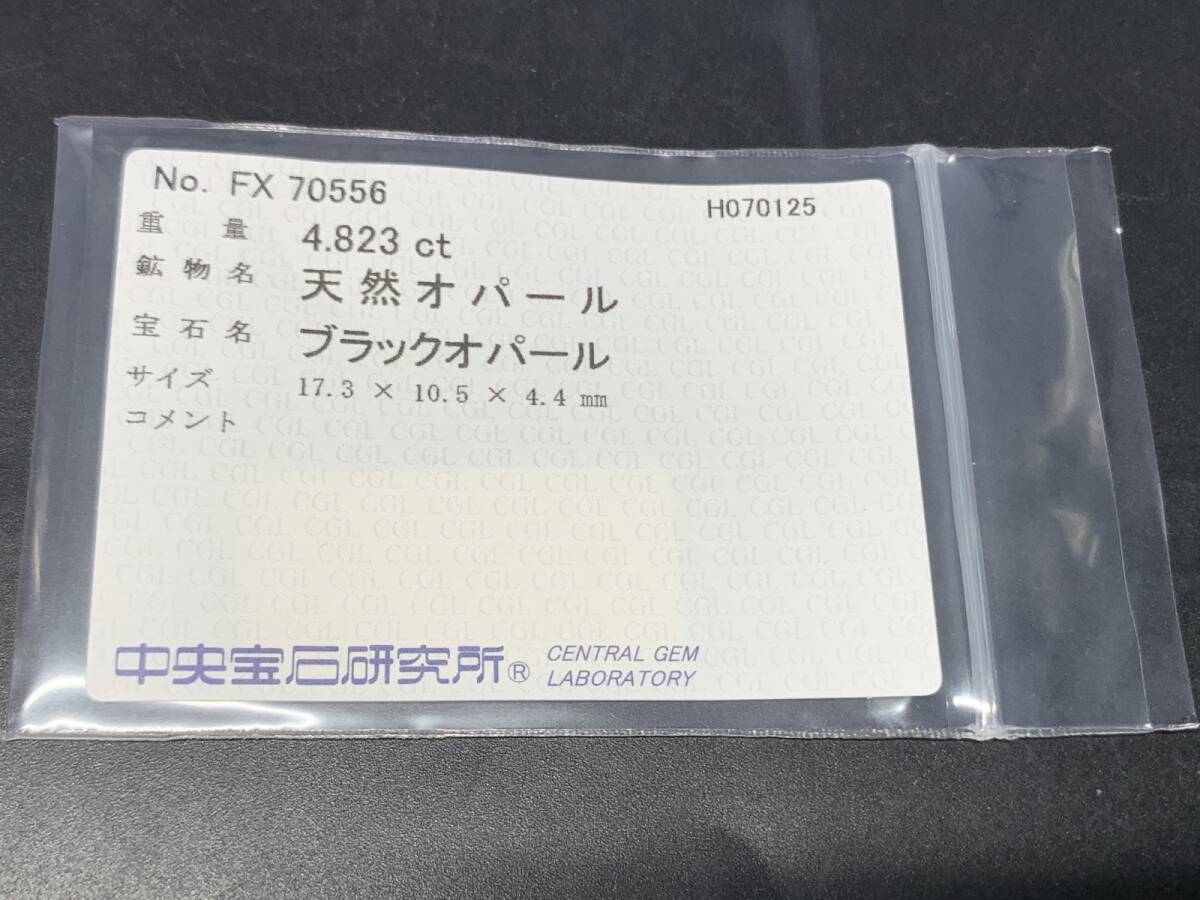 No. FX 70556
H070125
重量 4.823 ct
鉱物名 天然オパール
宝石名 ブラックオパール
サイズ 17.3 × 10.5 × 4.4 mm
コメント
中央宝石研究所® CENTRAL GEM LABORATORY